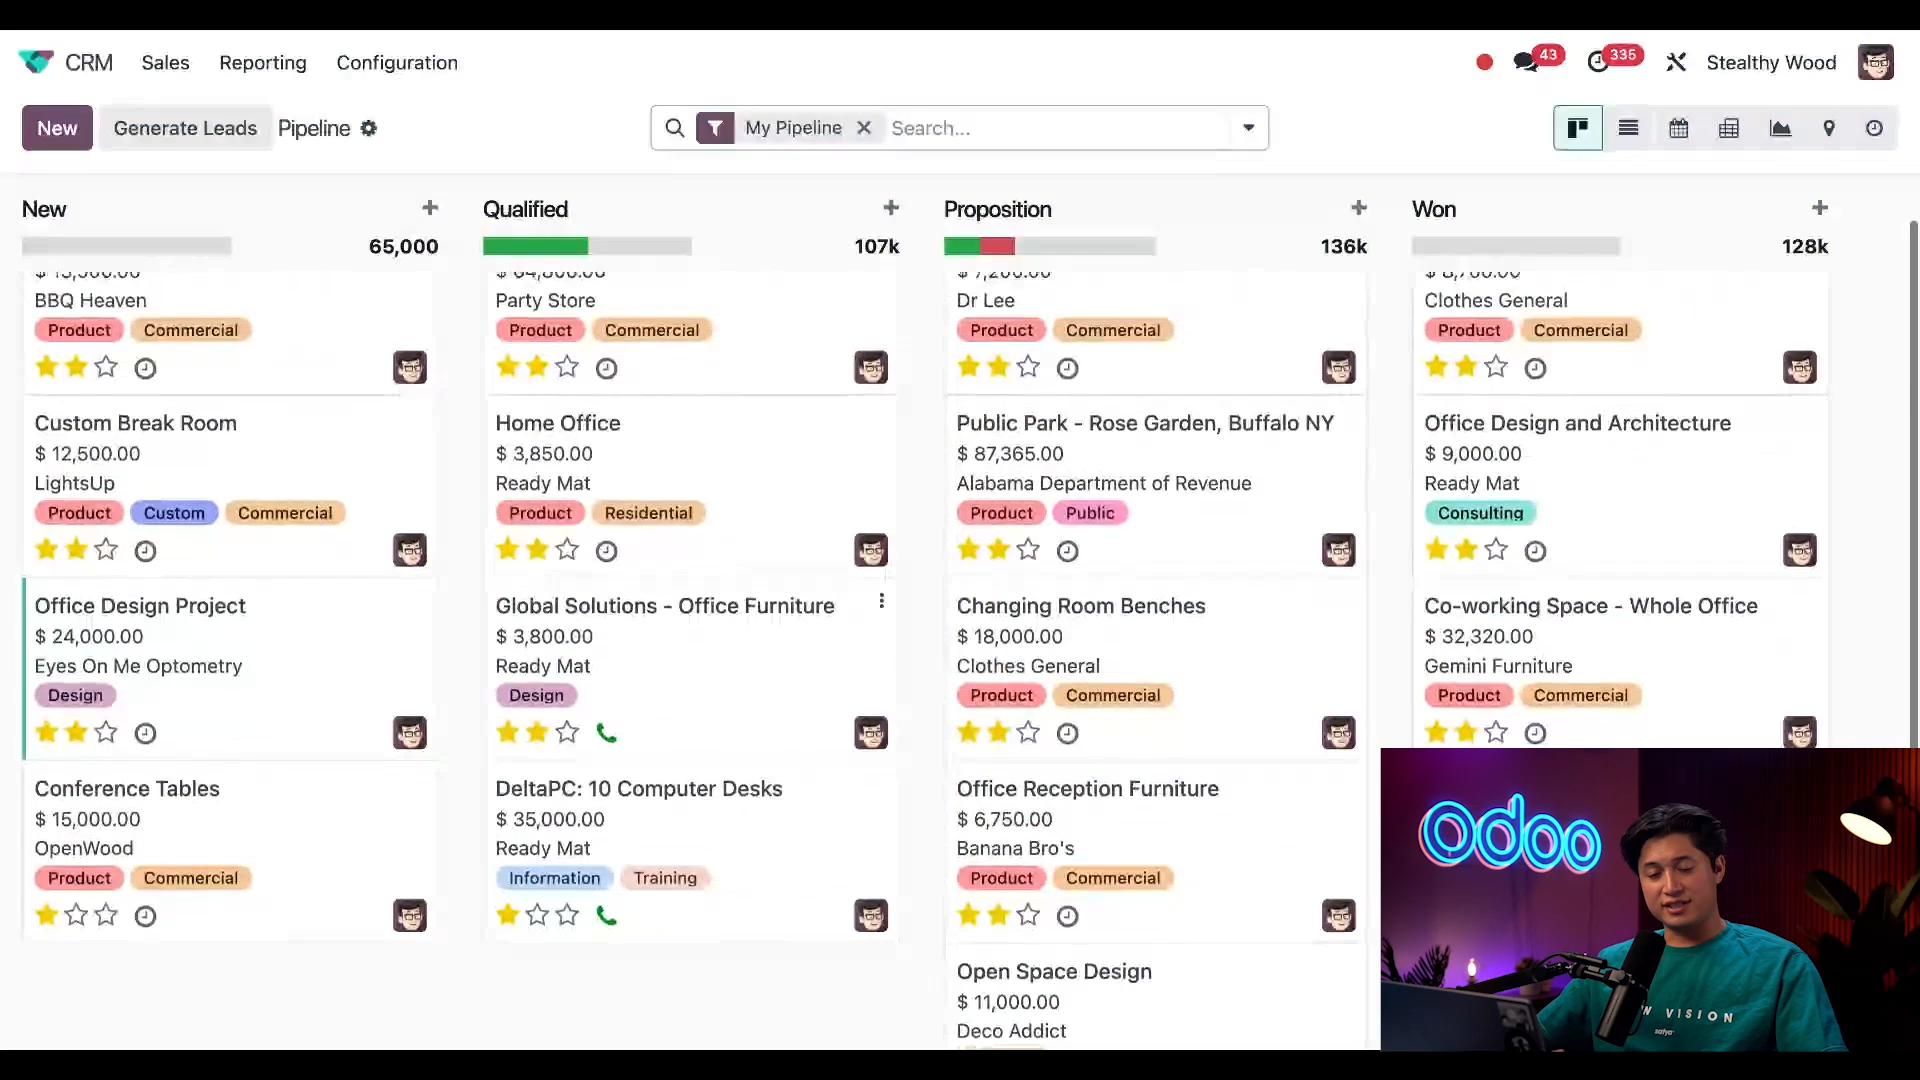 CRM Sales Reporting Configuration 43 335 Stealthy Wood
New Generate Leads Pipeline My Pipeline Search...
New
65,000
BBQ Heaven
Product Commercial
Custom Break Room
$ 12,500.00
LightsUp
Product Custom Commercial
Office Design Project
$ 24,000.00
Eyes On Me Optometry
Design
Conference Tables
$ 15,000.00
OpenWood
Product Commercial
Qualified
107k
Party Store
Product Commercial
Home Office
$ 3,850.00
Ready Mat
Product Residential
Global Solutions - Office Furniture
$ 3,800.00
Ready Mat
Design
DeltaPC: 10 Computer Desks
$ 35,000.00
Ready Mat
Information Training
Proposition
136k
Dr Lee
Product Commercial
Public Park - Rose Garden, Buffalo NY
$ 87,365.00
Alabama Department of Revenue
Product Public
Changing Room Benches
$ 18,000.00
Clothes General
Product Commercial
Office Reception Furniture
$ 6,750.00
Banana Bro's
Product Commercial
Open Space Design
$ 11,000.00
Deco Addict
Won
128k
Clothes General
Product Commercial
Office Design and Architecture
$ 9,000.00
Ready Mat
Consulting
Co-working Space - Whole Office
$ 32,320.00
Gemini Furniture
Product Commercial
odoo
VISION